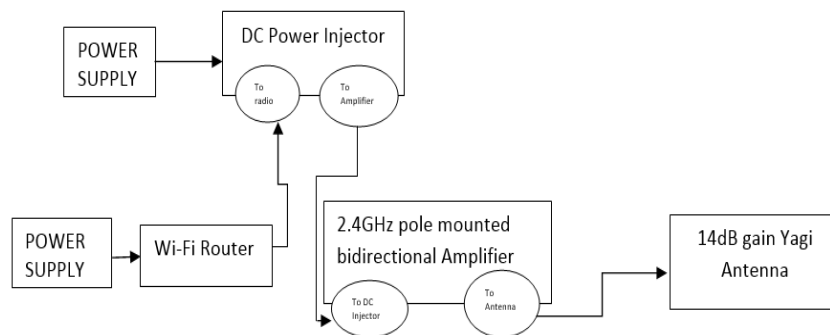 POWER
SUPPLY
DC Power Injector
To
radio
To
Amplifier
POWER
SUPPLY
Wi-Fi Router
2.4GHz pole mounted
bidirectional Amplifier
To DC
Injector
To
Antenna
14dB gain Yagi
Antenna